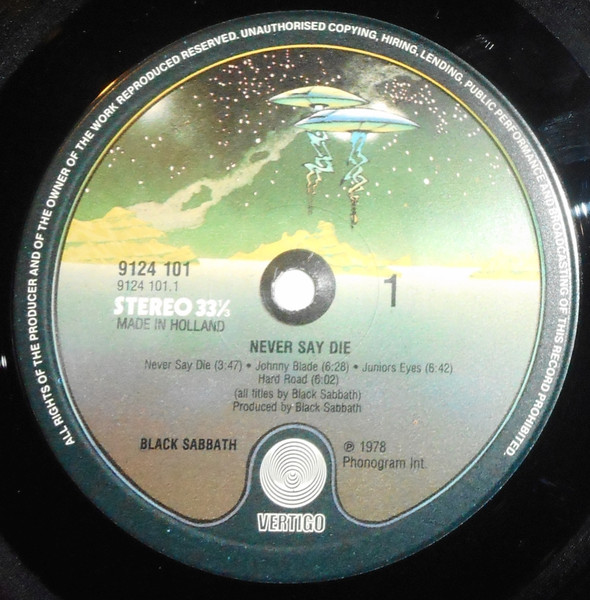 ALL RIGHTS OF THE PRODUCER AND OF THE OWNER OF THE WORK REPRODUCED RESERVED. UNAUTHORISED COPYING, HIRING, LENDING, PUBLIC PERFORMANCE AND BROADCASTING OF THIS RECORD PROHIBITED.
9124 101
9124 101.1
STEREO 33⅓
MADE IN HOLLAND
1
NEVER SAY DIE
Never Say Die (3:47) • Johnny Blade (6:28) • Juniors Eyes (6:42)
Hard Road (6:02)
(all titles by Black Sabbath)
Produced by Black Sabbath
BLACK SABBATH
℗ 1978
Phonogram Int.
VERTIGO